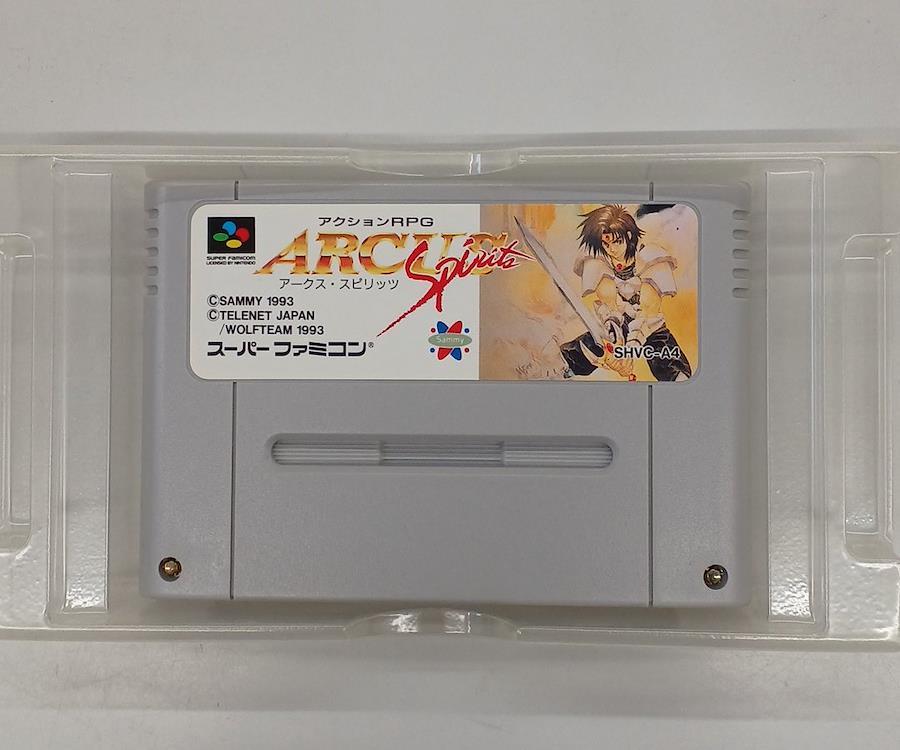 アクションRPG
ARCUS
Spirits
アークス・スピリッツ
SUPER FAMICOM
LICENSED BY NINTENDO
©SAMMY 1993
©TELENET JAPAN
/WOLFTEAM 1993
スーパーファミコン®
Sammy
SHVC-A4